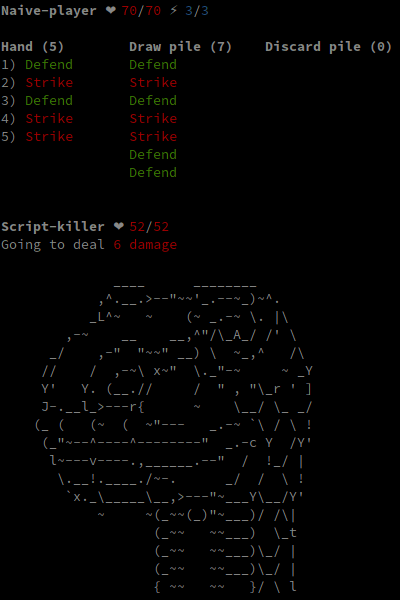 Naive-player ❤ 70/70 ⚡ 3/3
Hand (5) Draw pile (7) Discard pile (0)
1) Defend Defend
2) Strike Strike
3) Defend Defend
4) Strike Strike
5) Strike Strike
Defend
Defend
Script-killer ❤ 52/52
Going to deal 6 damage